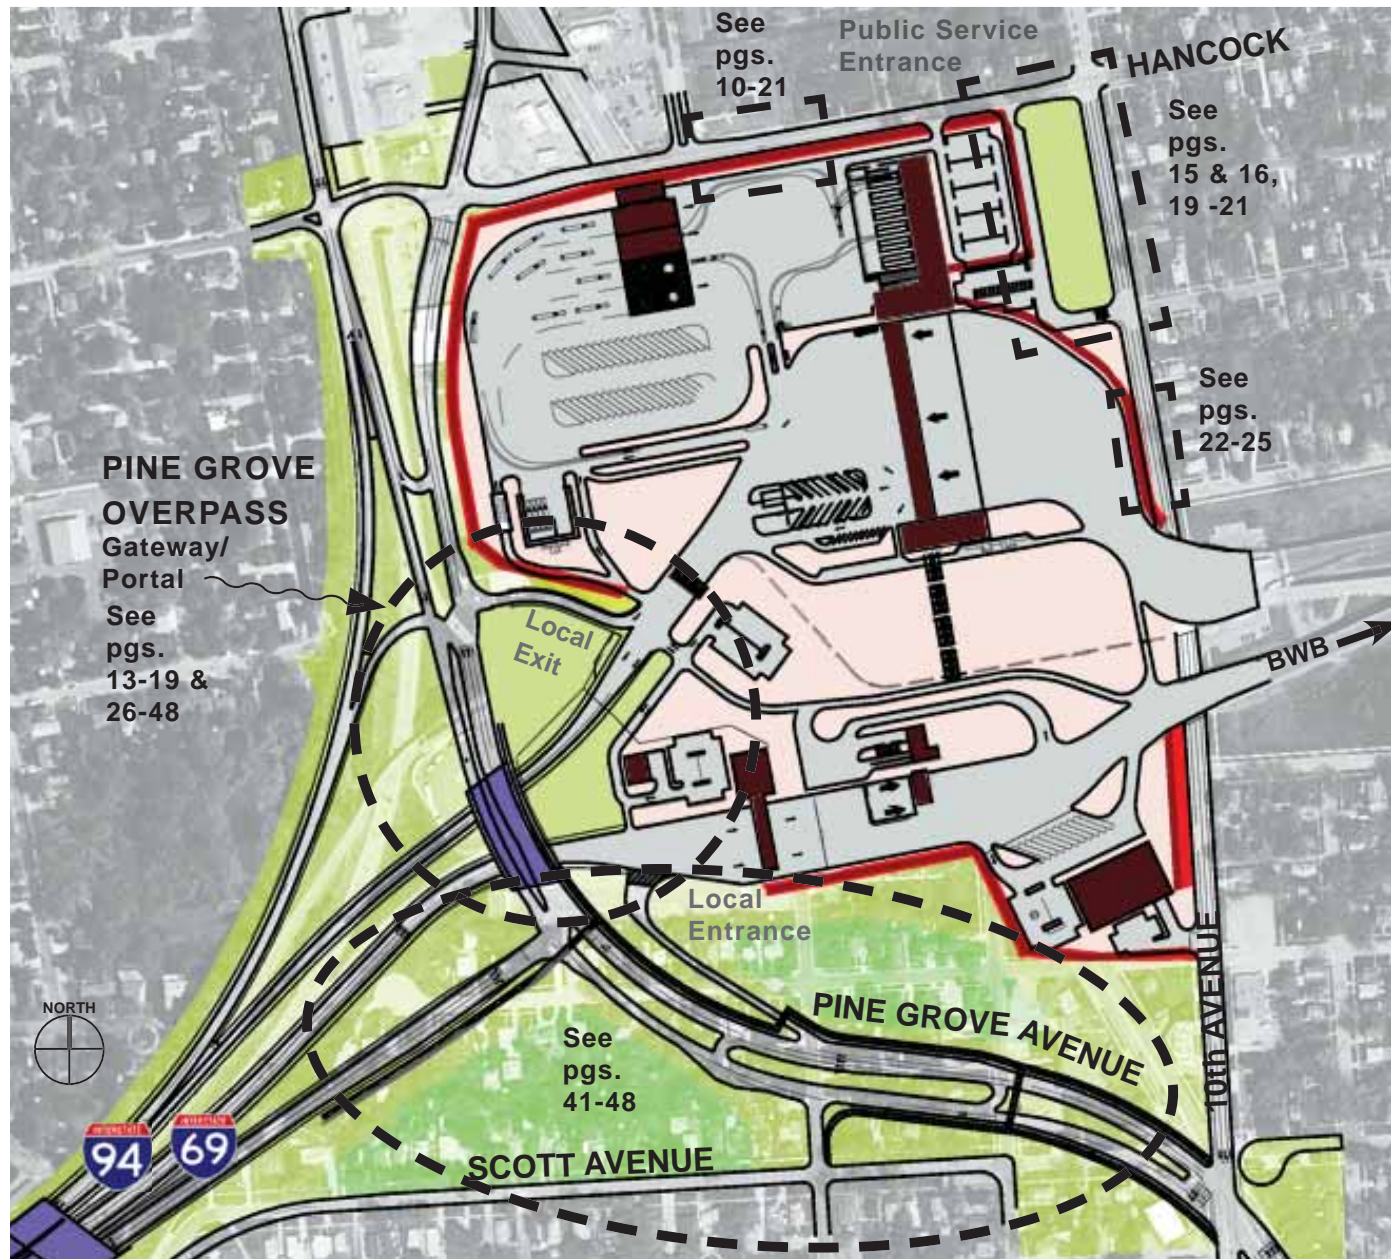 See
pgs.
10-21
Public Service
Entrance
HANCOCK
See
pgs.
15 & 16,
19 -21
See
pgs.
22-25
PINE GROVE
OVERPASS
Gateway/
Portal
See
pgs.
13-19 &
26-48
Local
Exit
BWB
Local
Entrance
10th AVENUE
PINE GROVE AVENUE
NORTH
See
pgs.
41-48
INTERSTATE
94
INTERSTATE
69
SCOTT AVENUE